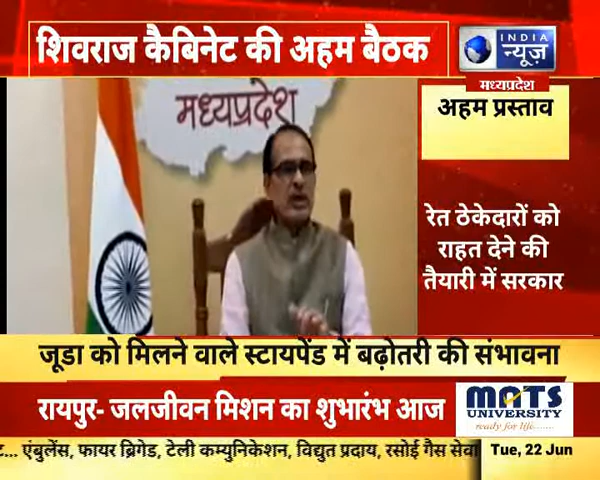 शिवराज कैबिनेट की अहम बैठक
INDIA
न्यूज़
मध्यप्रदेश
मध्यप्रदेश
अहम प्रस्ताव
रेत ठेकेदारों को
राहत देने की
तैयारी में सरकार
जूडा को मिलने वाले स्टायपेंड में बढ़ोतरी की संभावना
रायपुर- जलजीवन मिशन का शुभारंभ आज
MATS
UNIVERSITY
ready for life......
... एंबुलेंस, फायर ब्रिगेड, टेली कम्युनिकेशन, विद्युत प्रदाय, रसोई गैस सेवा
Tue, 22 Jun